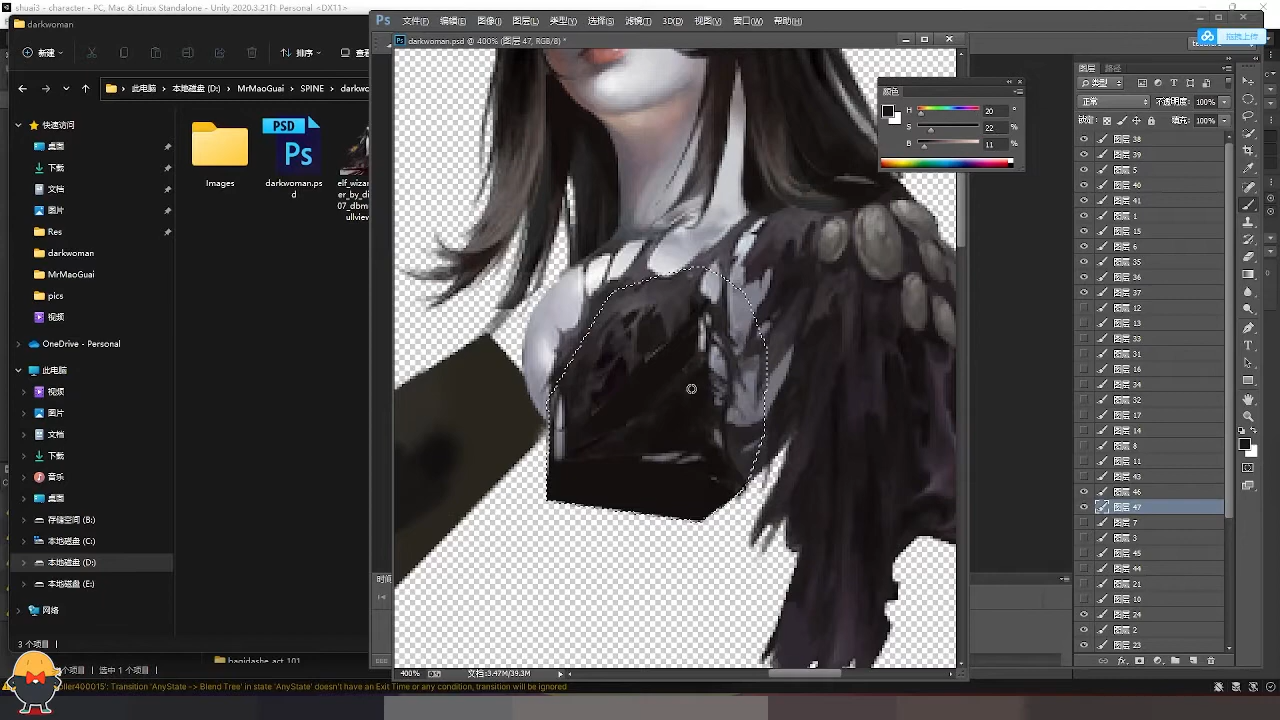 shuai3 - character - PC, Mac & Linux Standalone - Unity 2020.3.21f1 Personal <DX11>
darkwoman
新建
排序
此电脑 > 本地磁盘 (D:) > MrMaoGuai > SPINE >
快速访问
桌面
下载
文档
图片
Res
darkwoman
MrMaoGuai
pics
视频
OneDrive - Personal
此电脑
视频
图片
文档
下载
音乐
桌面
存储空间 (B:)
本地磁盘 (C:)
本地磁盘 (D:)
本地磁盘 (E:)
网络
3 个项目
Images
PSD
Ps
darkwoman.psd
elf_wizar
选中 1 个项目
Ps
文件(F) 编辑(E) 图像(I) 图层(L) 类型(Y) 选择(S) 滤镜(T) 3D(D) 视图(V) 窗口(W) 帮助(H)
darkwoman.psd @ 400% (图层 47, RGB/8) *
拖拽上传
颜色
H 20 °
S 22 %
B 11 %
图层 路径
类型
正常 不透明度: 100%
锁定: 填充: 100%
图层 38
图层 39
图层 5
图层 40
图层 41
图层 1
图层 15
图层 9
图层 35
图层 36
图层 37
图层 12
图层 13
图层 33
图层 16
图层 34
图层 32
图层 17
图层 14
图层 8
图层 11
图层 43
图层 46
图层 47
图层 7
图层 3
图层 45
图层 44
图层 21
图层 10
图层 24
图层 2
图层 23
400%
文档:3.47M/39.3M
Transition 'AnyState -> Blend Tree' in state 'AnyState' doesn't have an Exit Time or any condition, transition will be ignored